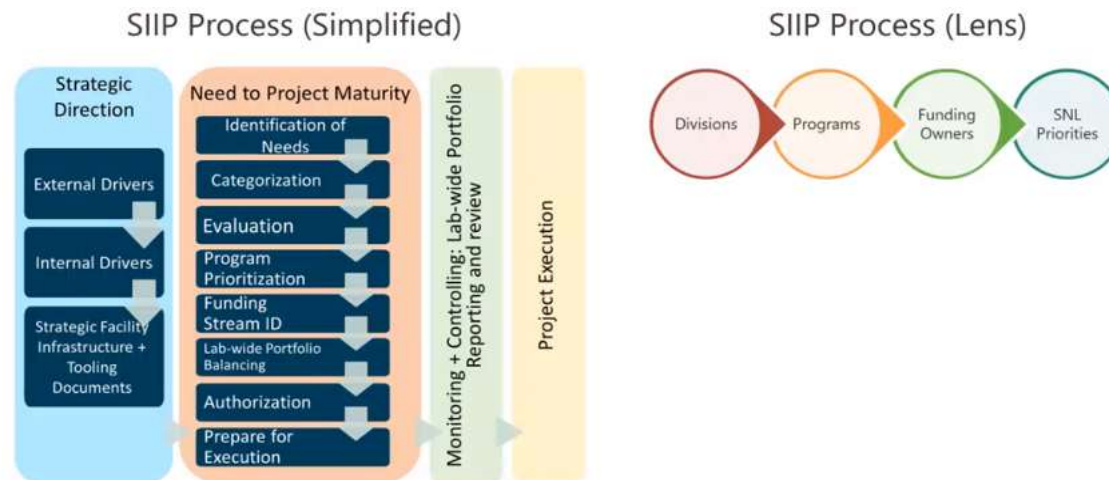 SIIP Process (Simplified)
Strategic
Direction
External Drivers
Internal Drivers
Strategic Facility
Infrastructure +
Tooling
Documents
Need to Project Maturity
Identification of
Needs
Categorization
Evaluation
Program
Prioritization
Funding
Stream ID
Lab-wide Portfolio
Balancing
Authorization
Prepare for
Execution
Monitoring + Controlling: Lab-wide Portfolio
Reporting and review
Project Execution
SIIP Process (Lens)
Divisions
Programs
Funding
Owners
SNL
Priorities